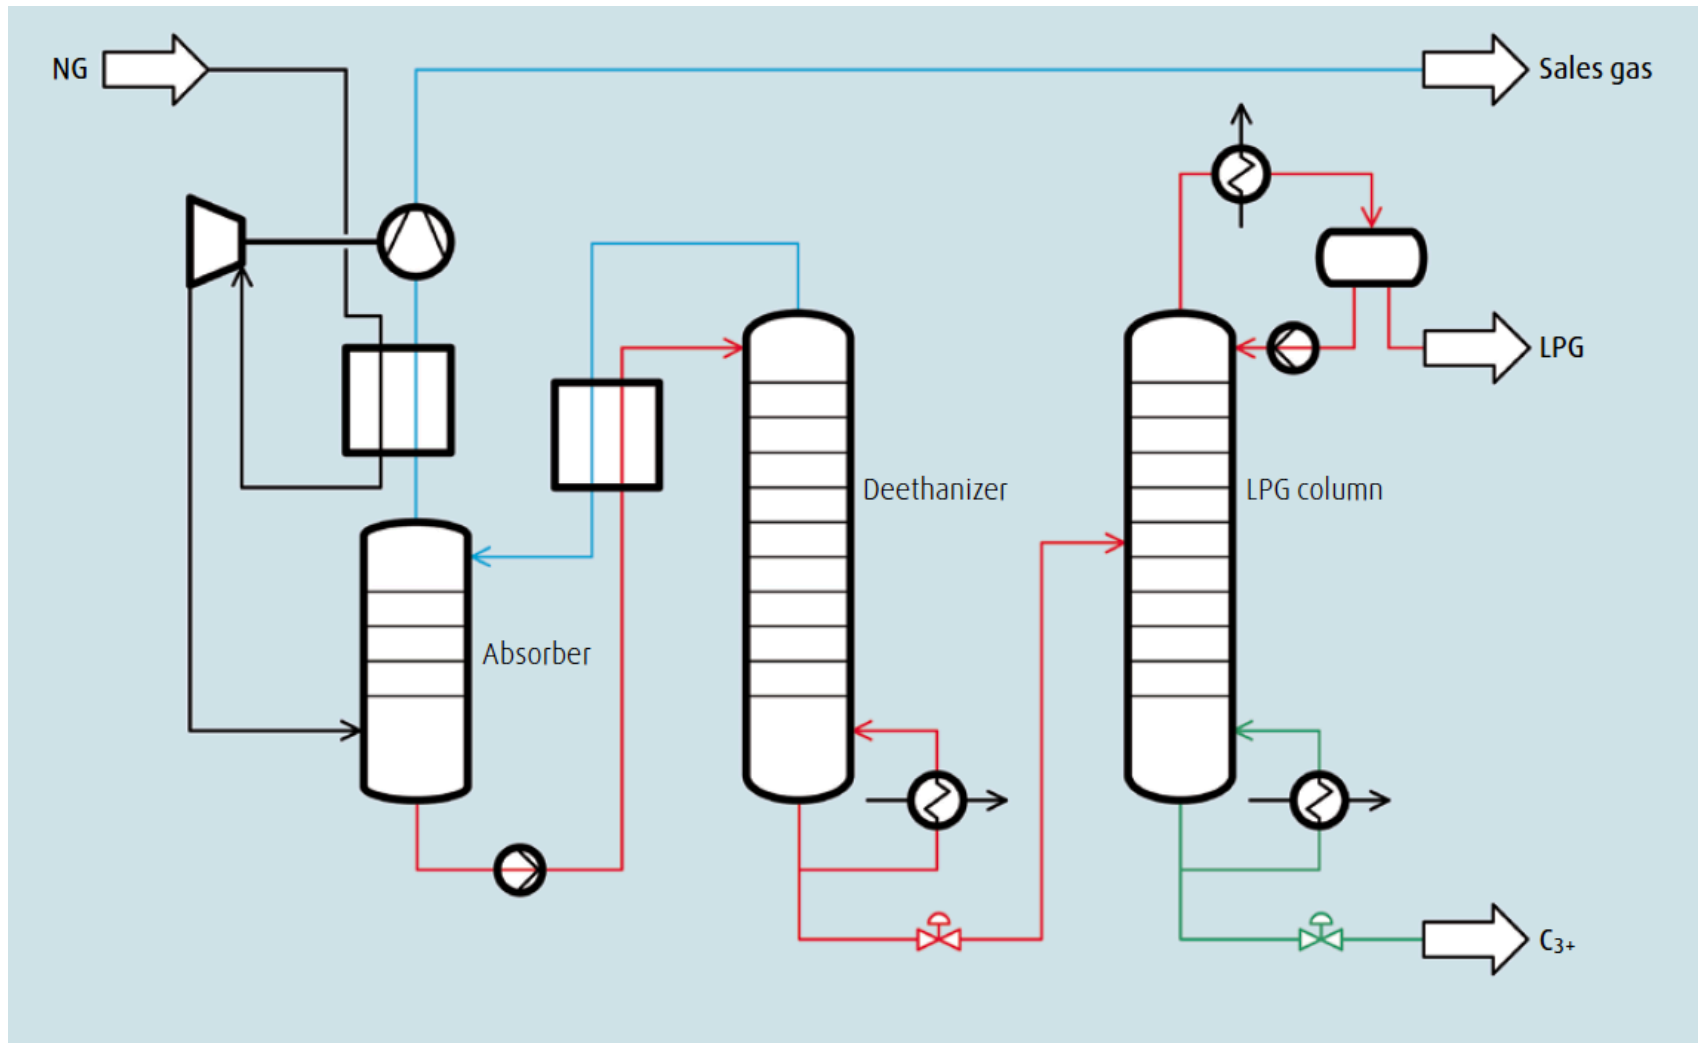 NG
Sales gas
LPG
Deethanizer
LPG column
Absorber
C₃₊